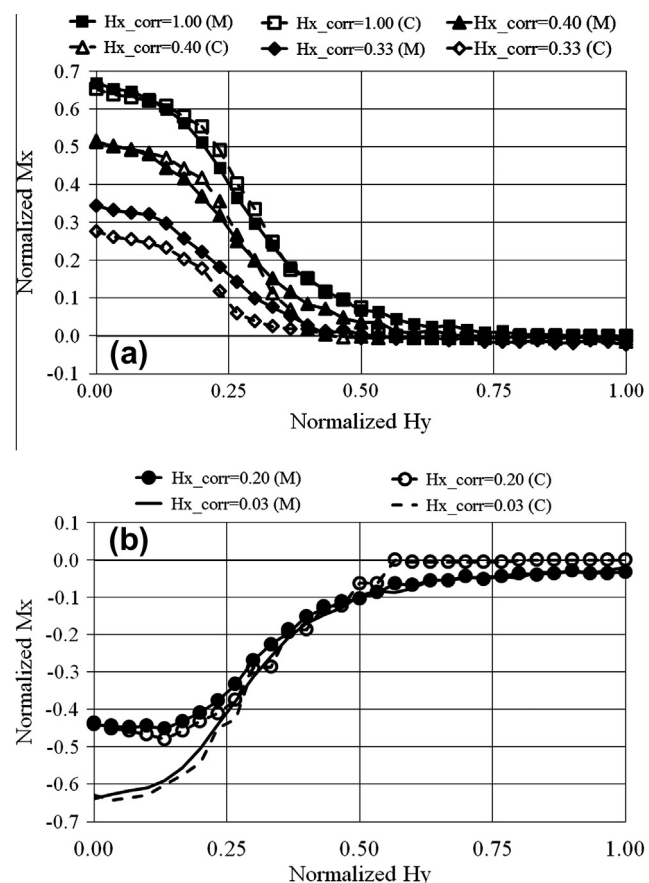 Hx_corr=1.00 (M) Hx_corr=1.00 (C) Hx_corr=0.40 (M)
Hx_corr=0.40 (C) Hx_corr=0.33 (M) Hx_corr=0.33 (C)
0.7
0.6
0.5
0.4
0.3
0.2
0.1
0.0
-0.1
Normalized Mx
(a)
0.00 0.25 0.50 0.75 1.00
Normalized Hy
Hx_corr=0.20 (M) Hx_corr=0.20 (C)
Hx_corr=0.03 (M) Hx_corr=0.03 (C)
0.1
0.0
-0.1
-0.2
-0.3
-0.4
-0.5
-0.6
-0.7
Normalized Mx
(b)
0.00 0.25 0.50 0.75 1.00
Normalized Hy